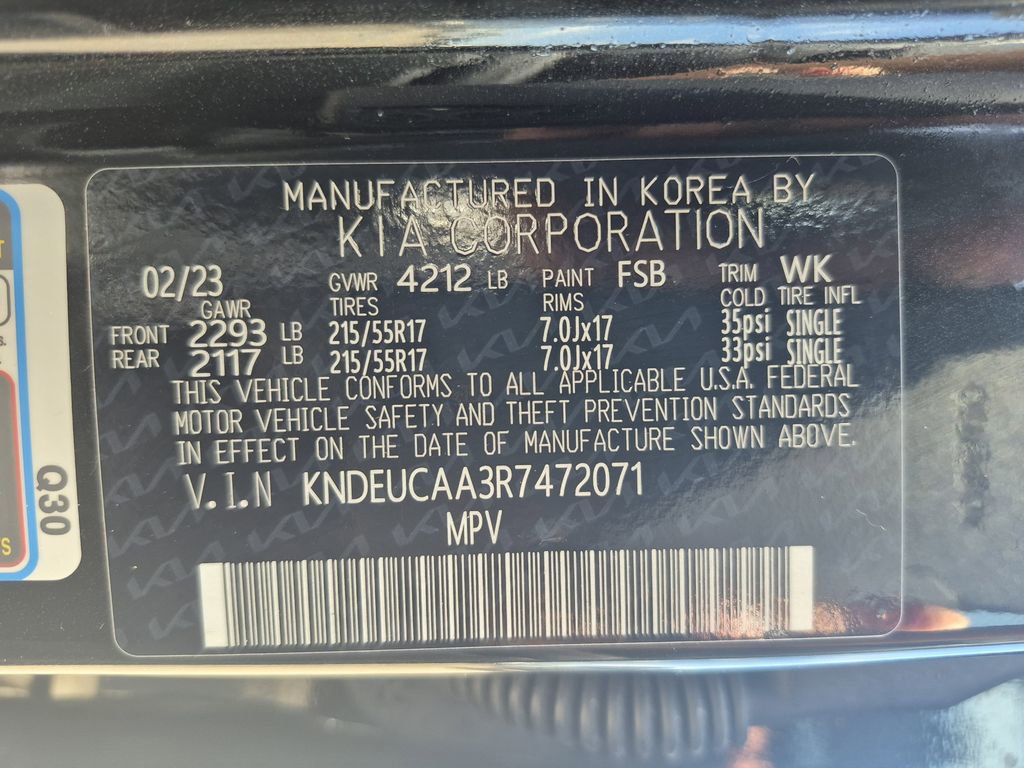 MANUFACTURED IN KOREA BY
KIA CORPORATION
02/23 GVWR 4212 LB PAINT FSB TRIM WK
GAWR TIRES RIMS COLD TIRE INFL
FRONT 2293 LB 215/55R17 7.0Jx17 35psi SINGLE
REAR 2117 LB 215/55R17 7.0Jx17 33psi SINGLE
THIS VEHICLE CONFORMS TO ALL APPLICABLE U.S.A. FEDERAL
MOTOR VEHICLE SAFETY AND THEFT PREVENTION STANDARDS
IN EFFECT ON THE DATE OF MANUFACTURE SHOWN ABOVE.
V.I.N KNDEUCAA3R7472071
MPV
Q30